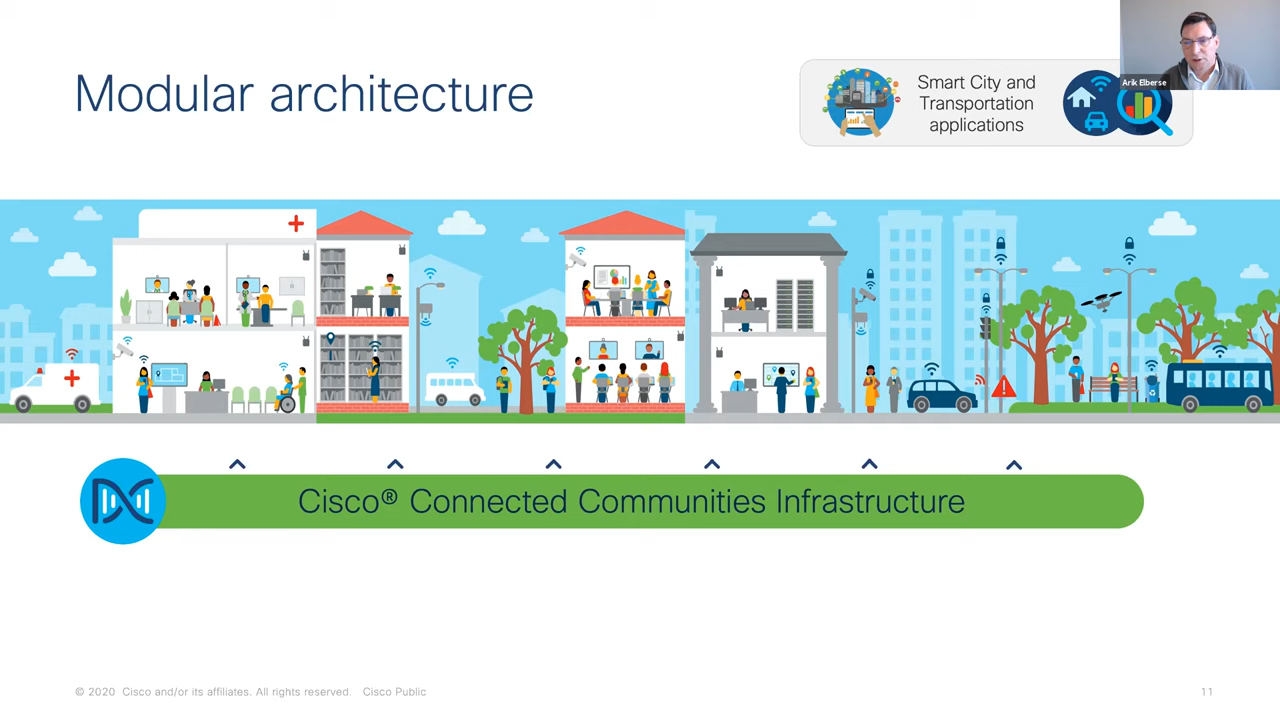 Modular architecture
Smart City and
Transportation
applications
Arik Elberse
Cisco® Connected Communities Infrastructure
© 2020 Cisco and/or its affiliates. All rights reserved. Cisco Public
11